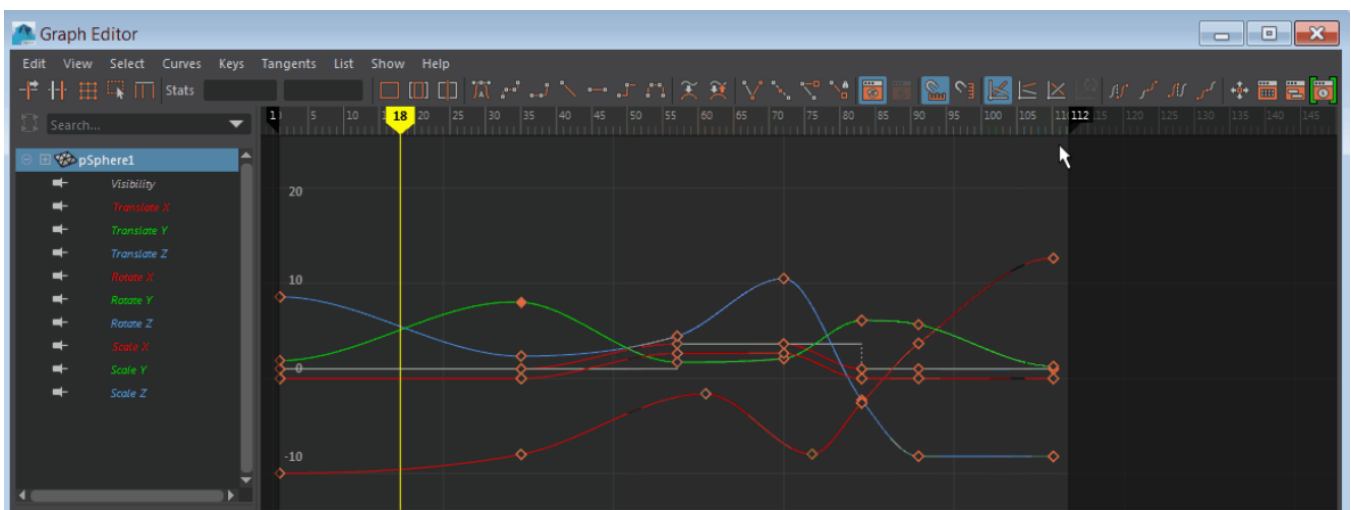 Graph Editor
Edit View Select Curves Keys Tangents List Show Help
Stats
Search...
1 5 10 18 20 25 30 35 40 45 50 55 60 65 70 75 80 85 90 95 100 105 11 112 15 120 125 130 135 140 145
pSphere1
Visibility
Translate X
Translate Y
Translate Z
Rotate X
Rotate Y
Rotate Z
Scale X
Scale Y
Scale Z
20
10
0
-10